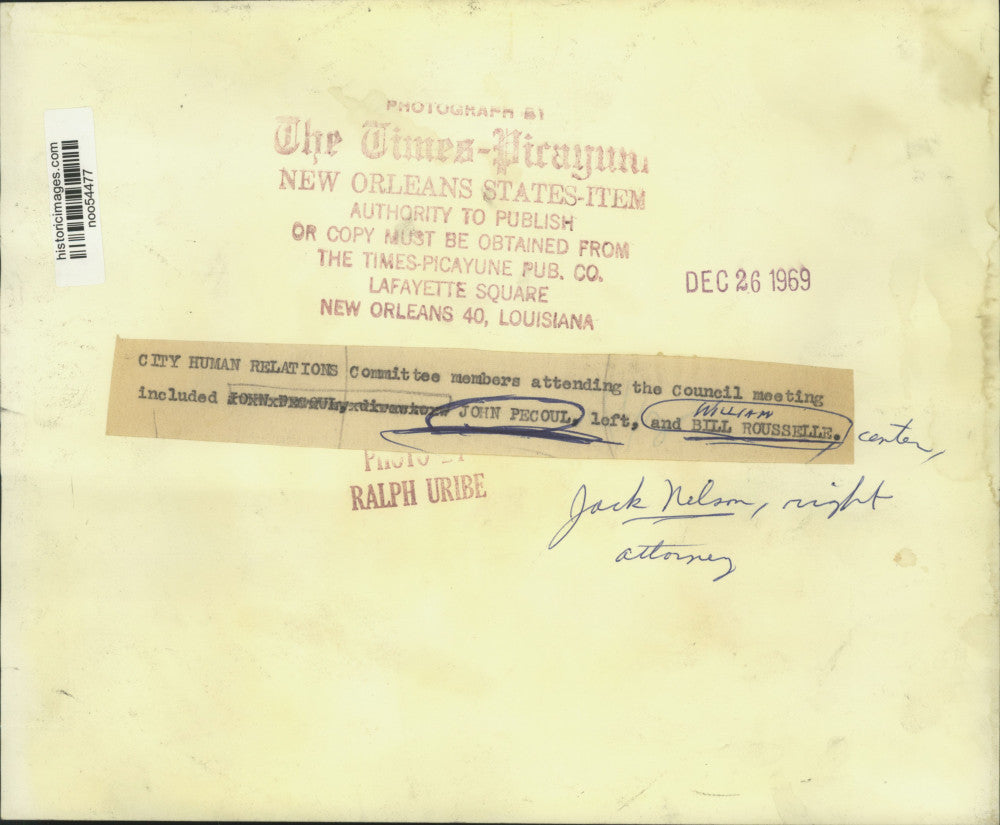 historicimages.com
noo54477
PHOTOGRAPH BY
The Times-Picayune
NEW ORLEANS STATES-ITEM
AUTHORITY TO PUBLISH
OR COPY MUST BE OBTAINED FROM
THE TIMES-PICAYUNE PUB. CO.
LAFAYETTE SQUARE
NEW ORLEANS 40, LOUISIANA
DEC 26 1969
CITY HUMAN RELATIONS Committee members attending the Council meeting
WILLIAM
included JOHN PECOUL, left, and BILL ROUSSELLE. center,
PHOTO BY
RALPH URIBE
Jack Nelson, right
attorney